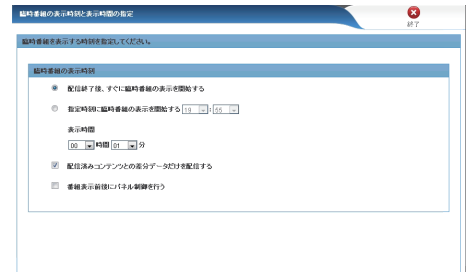 臨時番組の表示時刻と表示時間の指定
終了
臨時番組を表示する時刻を指定してください。
臨時番組の表示時刻
配信終了後、すぐに臨時番組の表示を開始する
指定時刻に臨時番組の表示を開始する 19 : 55
表示時間
00 時間 01 分
配信済みコンテンツとの差分データだけを配信する
番組表示前後にパネル制御を行う